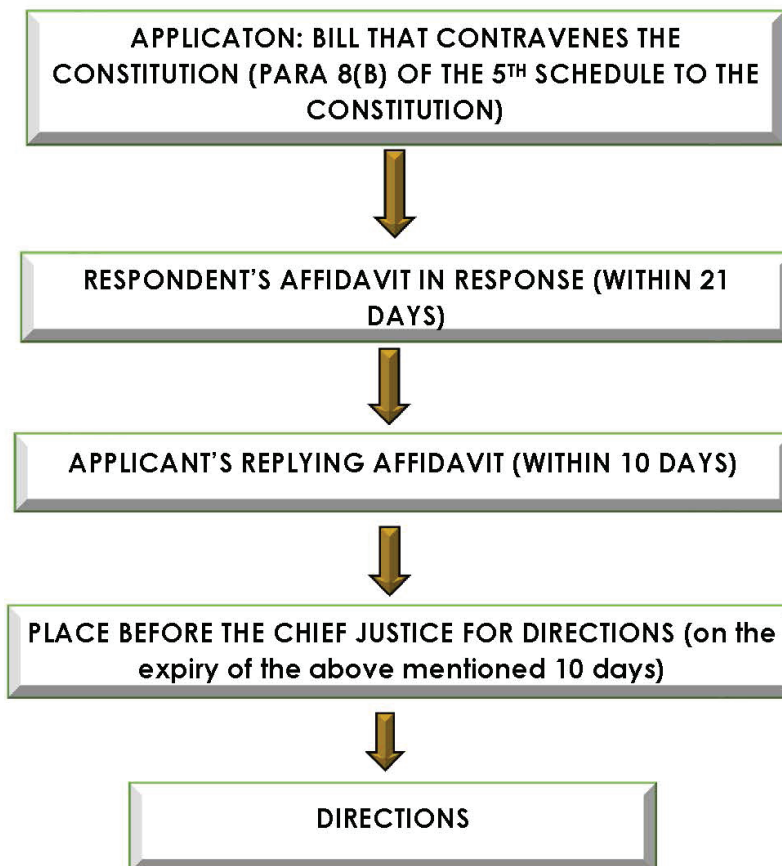 APPLICATON: BILL THAT CONTRAVENES THE
CONSTITUTION (PARA 8(B) OF THE 5TH SCHEDULE TO THE
CONSTITUTION)
RESPONDENT’S AFFIDAVIT IN RESPONSE (WITHIN 21
DAYS)
APPLICANT’S REPLYING AFFIDAVIT (WITHIN 10 DAYS)
PLACE BEFORE THE CHIEF JUSTICE FOR DIRECTIONS (on the
expiry of the above mentioned 10 days)
DIRECTIONS